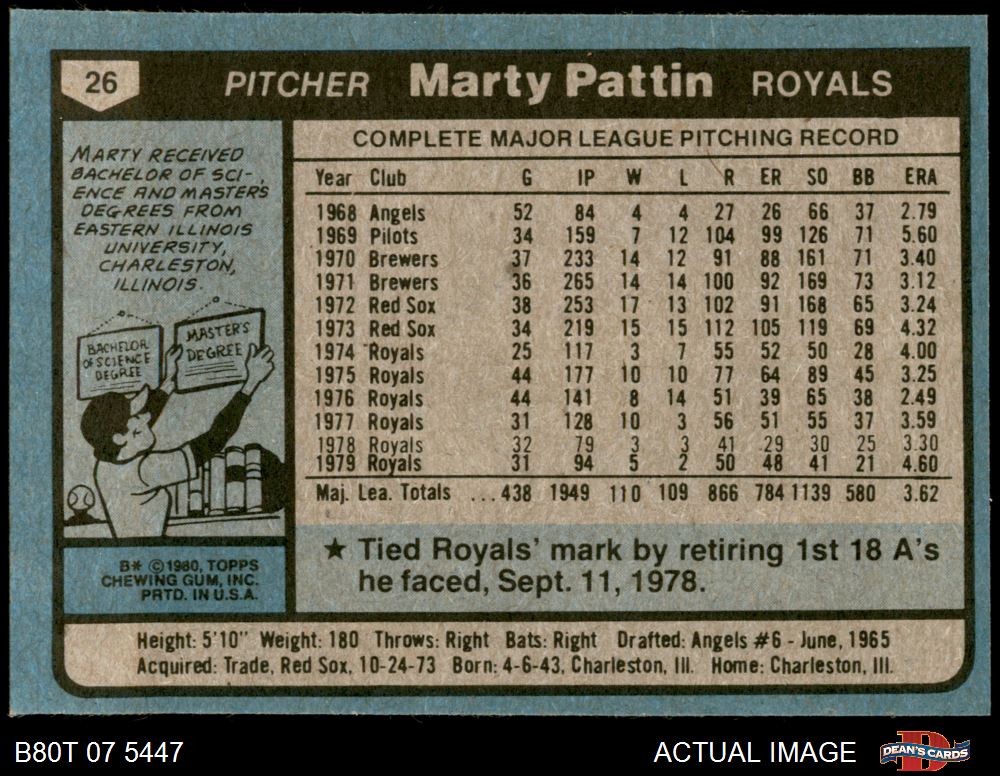 26 PITCHER Marty Pattin ROYALS
MARTY RECEIVED
BACHELOR OF SCI-
ENCE AND MASTER'S
DEGREES FROM
EASTERN ILLINOIS
UNIVERSITY,
CHARLESTON,
ILLINOIS.
BACHELOR
OF SCIENCE
DEGREE
MASTER'S
DEGREE
B* ©1980, TOPPS
CHEWING GUM, INC.
PRTD. IN U.S.A.
COMPLETE MAJOR LEAGUE PITCHING RECORD
Year Club G IP W L R ER SO BB ERA
1968 Angels 52 84 4 4 27 26 66 37 2.79
1969 Pilots 34 159 7 12 104 99 126 71 5.60
1970 Brewers 37 233 14 12 91 88 161 71 3.40
1971 Brewers 36 265 14 14 100 92 169 73 3.12
1972 Red Sox 38 253 17 13 102 91 168 65 3.24
1973 Red Sox 34 219 15 15 112 105 119 69 4.32
1974 Royals 25 117 3 7 55 52 50 28 4.00
1975 Royals 44 177 10 10 77 64 89 45 3.25
1976 Royals 44 141 8 14 51 39 65 38 2.49
1977 Royals 31 128 10 3 56 51 55 37 3.59
1978 Royals 32 79 3 3 41 29 30 25 3.30
1979 Royals 31 94 5 2 50 48 41 21 4.60
Maj. Lea. Totals ... 438 1949 110 109 866 784 1139 580 3.62
★ Tied Royals' mark by retiring 1st 18 A's
he faced, Sept. 11, 1978.
Height: 5'10" Weight: 180 Throws: Right Bats: Right Drafted: Angels #6 - June, 1965
Acquired: Trade, Red Sox, 10-24-73 Born: 4-6-43, Charleston, Ill. Home: Charleston, Ill.
B80T 07 5447 ACTUAL IMAGE DEAN'S CARDS